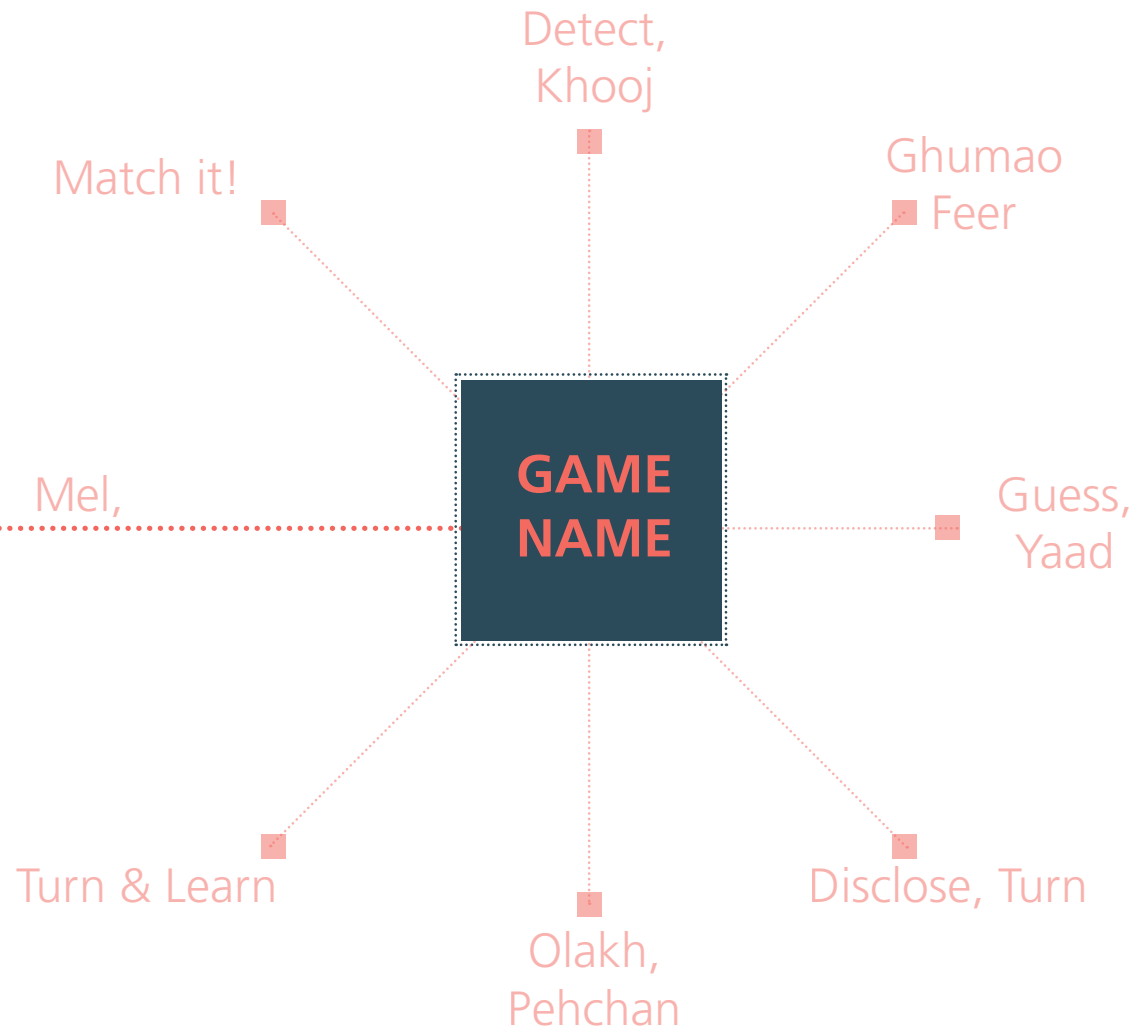 Detect,
Khooj
Match it!
Ghumao
Feer
GAME
NAME
Mel,
Guess,
Yaad
Turn & Learn
Disclose, Turn
Olakh,
Pehchan